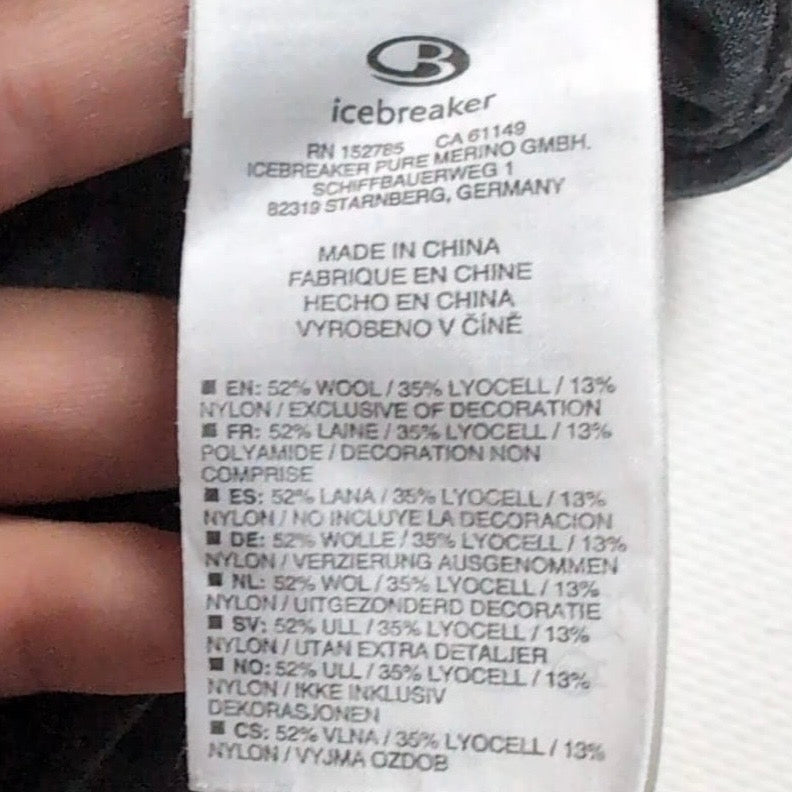 icebreaker
RN 152785 CA 61149
ICEBREAKER PURE MERINO GMBH.
SCHIFFBAUERWEG 1
82319 STARNBERG, GERMANY
MADE IN CHINA
FABRIQUE EN CHINE
HECHO EN CHINA
VYROBENO V ČÍNĚ
EN: 52% WOOL / 35% LYOCELL / 13%
NYLON / EXCLUSIVE OF DECORATION
FR: 52% LAINE / 35% LYOCELL / 13%
POLYAMIDE / DECORATION NON
COMPRISE
ES: 52% LANA / 35% LYOCELL / 13%
NYLON / NO INCLUYE LA DECORACION
DE: 52% WOLLE / 35% LYOCELL / 13%
NYLON / VERZIERUNG AUSGENOMMEN
NL: 52% WOL / 35% LYOCELL / 13%
NYLON / UITGEZONDERD DECORATIE
SV: 52% ULL / 35% LYOCELL / 13%
NYLON / UTAN EXTRA DETALJER
NO: 52% ULL / 35% LYOCELL / 13%
NYLON / IKKE INKLUSIV
DEKORASJONEN
CS: 52% VLNA / 35% LYOCELL / 13%
NYLON / VYJMA OZDOB